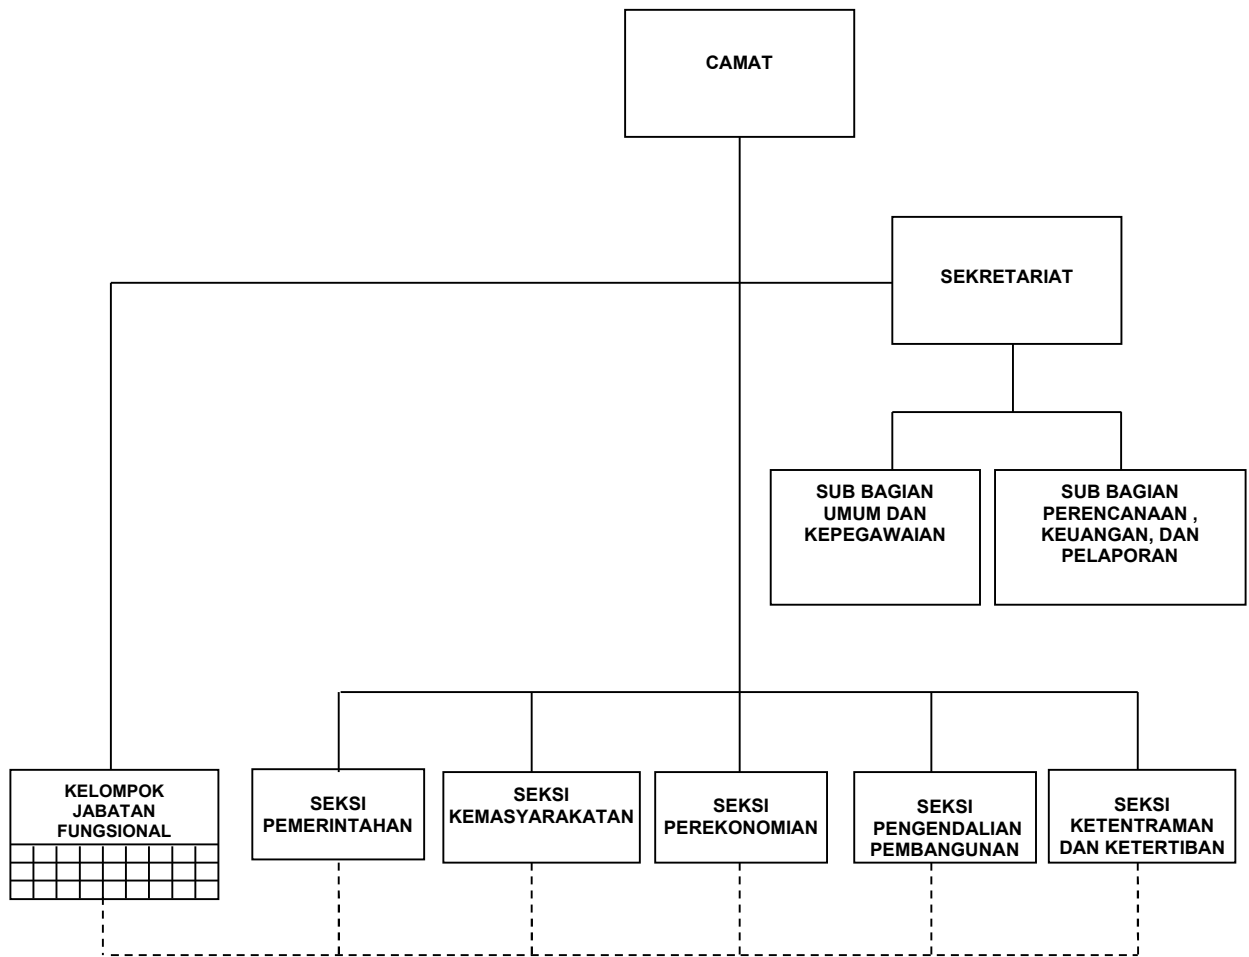 CAMAT
SEKRETARIAT
SUB BAGIAN
UMUM DAN
KEPEGAWAIAN
SUB BAGIAN
PERENCANAAN ,
KEUANGAN, DAN
PELAPORAN
KELOMPOK
JABATAN
FUNGSIONAL
SEKSI
PEMERINTAHAN
SEKSI
KEMASYARAKATAN
SEKSI
PEREKONOMIAN
SEKSI
PENGENDALIAN
PEMBANGUNAN
SEKSI
KETENTRAMAN
DAN KETERTIBAN